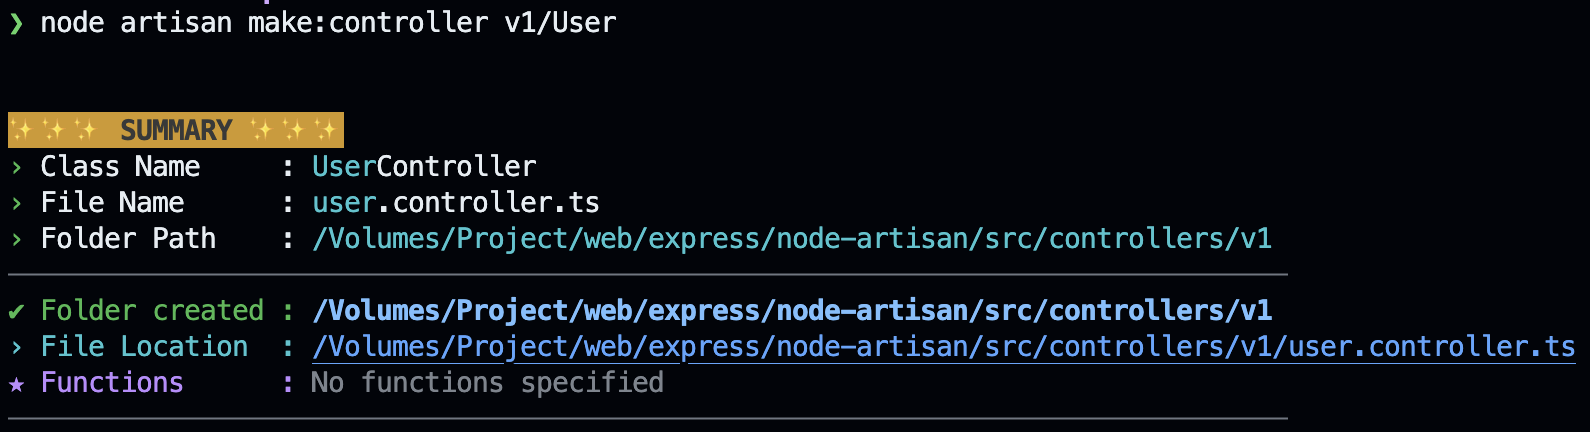 ❯ node artisan make:controller v1/User
✨✨✨ SUMMARY ✨✨✨
› Class Name : UserController
› File Name : user.controller.ts
› Folder Path : /Volumes/Project/web/express/node-artisan/src/controllers/v1
✔ Folder created : /Volumes/Project/web/express/node-artisan/src/controllers/v1
› File Location : /Volumes/Project/web/express/node-artisan/src/controllers/v1/user.controller.ts
★ Functions : No functions specified